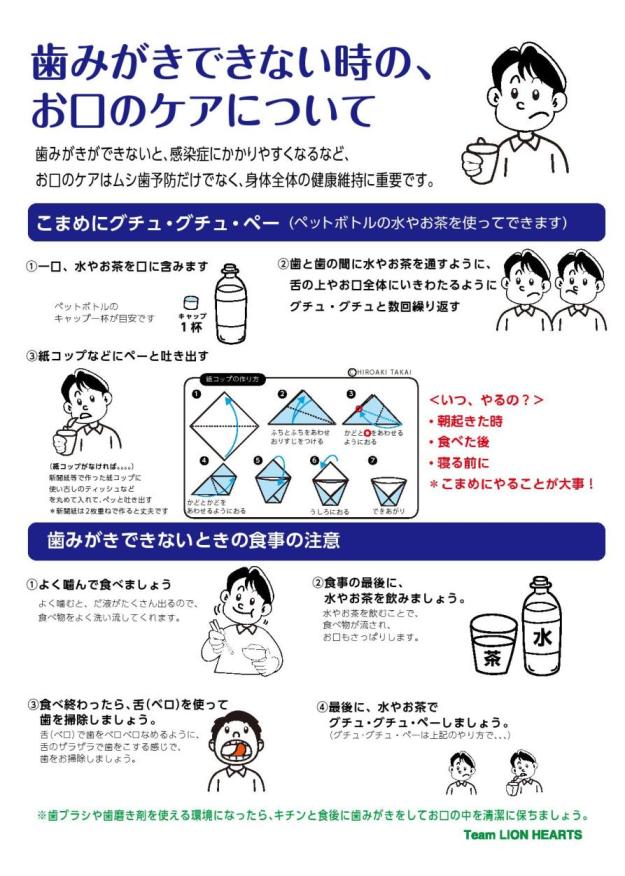 歯みがきできない時の、
お口のケアについて
歯みがきができないと、感染症にかかりやすくなるなど、
お口のケアはムシ歯予防だけでなく、身体全体の健康維持に重要です。
こまめにグチュ・グチュ・ペー（ペットボトルの水やお茶を使ってできます）
①一口、水やお茶を口に含みます
ペットボトルの
キャップ一杯が目安です
キャップ
1杯
②歯と歯の間に水やお茶を通すように、
舌の上やお口全体にいきわたるように
グチュ・グチュと数回繰り返す
③紙コップなどにペーと吐き出す
(紙コップがなければ。。。。)
新聞紙等で作った紙コップに
使い古しのティッシュなど
を丸めて入れて、ペッと吐き出す
＊新聞紙は2枚重ねで作ると丈夫です
ⒸHIROAKI TAKAI
紙コップの作り方
1
2
ふちとふちをあわせ
おりすじをつける
3
かどと●をあわせる
ようにおる
4
かどとかどを
あわせるようにおる
5
6
うしろにおる
7
できあがり
＜いつ、やるの？＞
・朝起きた時
・食べた後
・寝る前に
＊こまめにやることが大事！
歯みがきできないときの食事の注意
①よく噛んで食べましょう
よく噛むと、だ液がたくさん出るので、
食べ物をよく洗い流してくれます。
②食事の最後に、
水やお茶を飲みましょう。
水やお茶を飲むことで、
食べ物が流され、
お口もさっぱりします。
茶
水
③食べ終わったら、舌(ベロ)を使って
歯を掃除しましょう。
舌(ベロ)で歯をベロベロなめるように、
舌のザラザラで歯をこする感じで、
歯をお掃除しましょう。
④最後に、水やお茶で
グチュ・グチュ・ペーしましょう。
(グチュ・グチュ・ペーは上記のやり方で、、、)
※歯ブラシや歯磨き剤を使える環境になったら、キチンと食後に歯みがきをしてお口の中を清潔に保ちましょう。
Team LION HEARTS